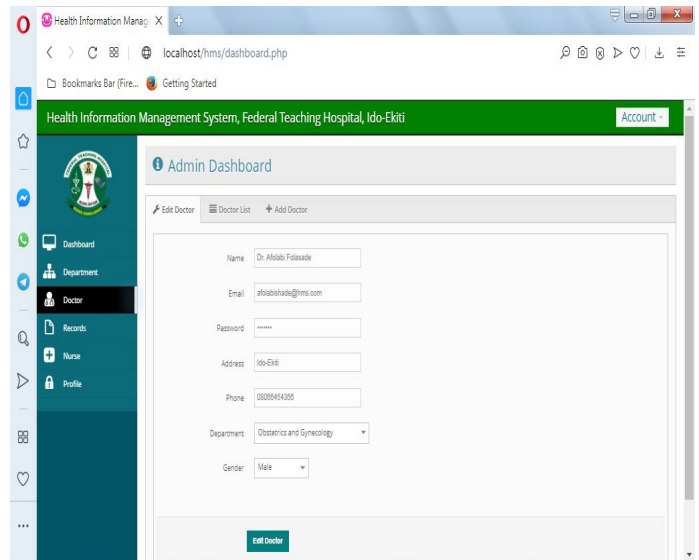 Health Information Manag
localhost/hms/dashboard.php
Bookmarks Bar (Fire... Getting Started
Health Information Management System, Federal Teaching Hospital, Ido-Ekiti Account
Admin Dashboard
Edit Doctor Doctor List Add Doctor
Dashboard
Department
Doctor
Records
Nurse
Profile
Name Dr. Afolabi Folasade
Email afolabishade@hms.com
Password
Address Ido-Ekiti
Phone
Department Obstetrics and Gynecology
Gender Male
Edit Doctor